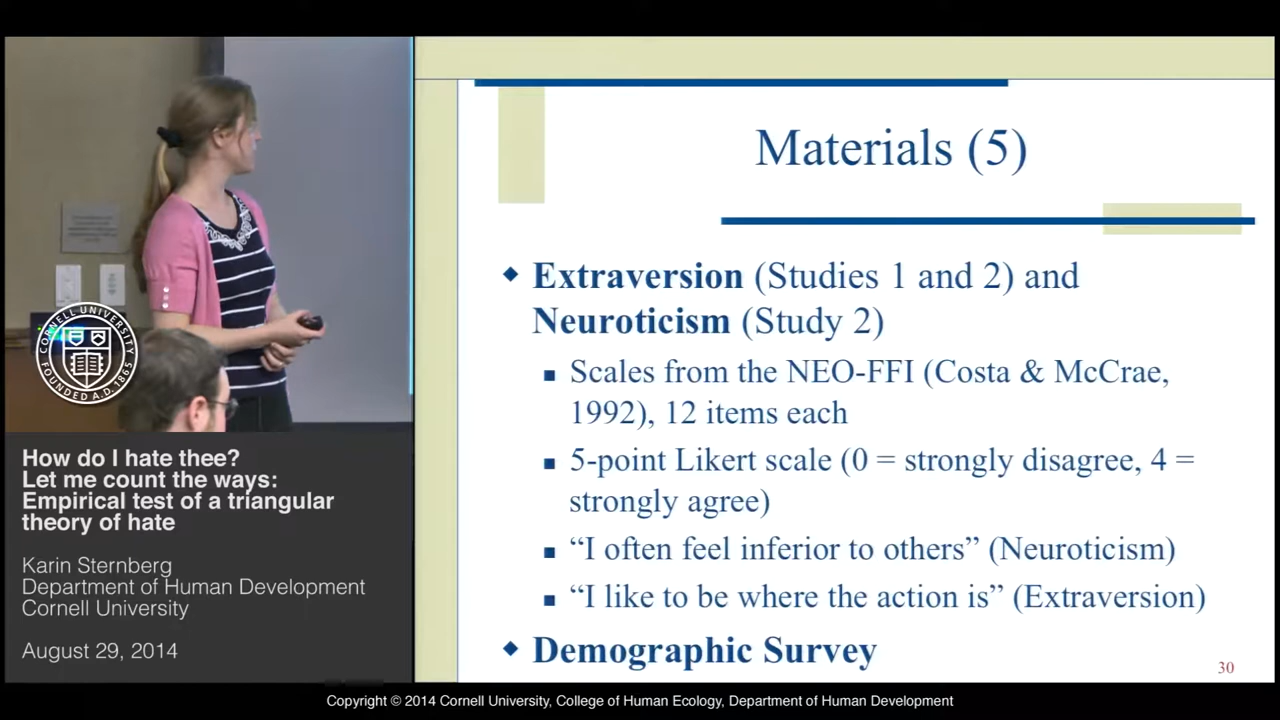 Materials (5)
◆ Extraversion (Studies 1 and 2) and
Neuroticism (Study 2)
■ Scales from the NEO-FFI (Costa & McCrae,
1992), 12 items each
■ 5-point Likert scale (0 = strongly disagree, 4 =
strongly agree)
■ “I often feel inferior to others” (Neuroticism)
■ “I like to be where the action is” (Extraversion)
◆ Demographic Survey
30
CORNELL UNIVERSITY
FOUNDED A.D. 1865
How do I hate thee?
Let me count the ways:
Empirical test of a triangular
theory of hate
Karin Sternberg
Department of Human Development
Cornell University
August 29, 2014
Copyright © 2014 Cornell University, College of Human Ecology, Department of Human Development